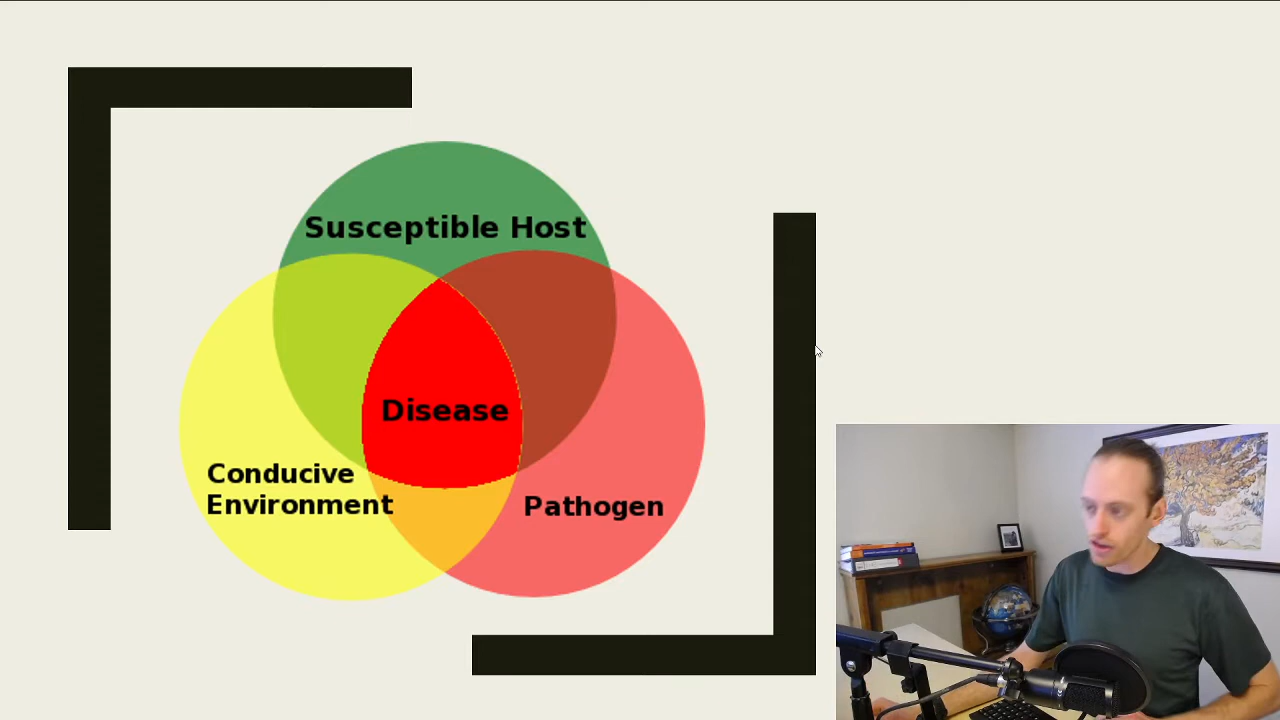 Susceptible Host
Disease
Conducive
Environment
Pathogen